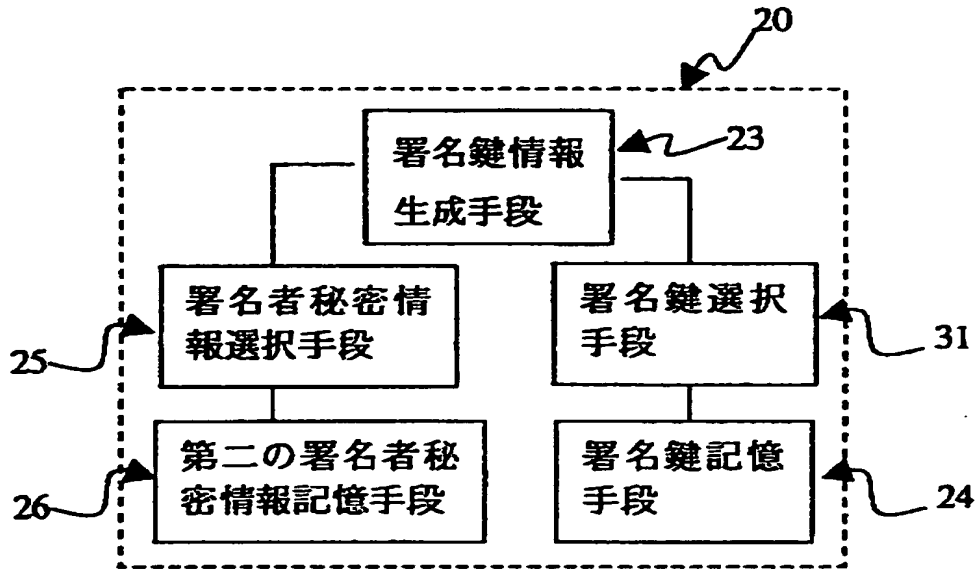 20
署名鍵情報
生成手段
23
署名者秘密情
報選択手段
25
署名鍵選択
手段
31
第二の署名者秘
密情報記憶手段
26
署名鍵記憶
手段
24